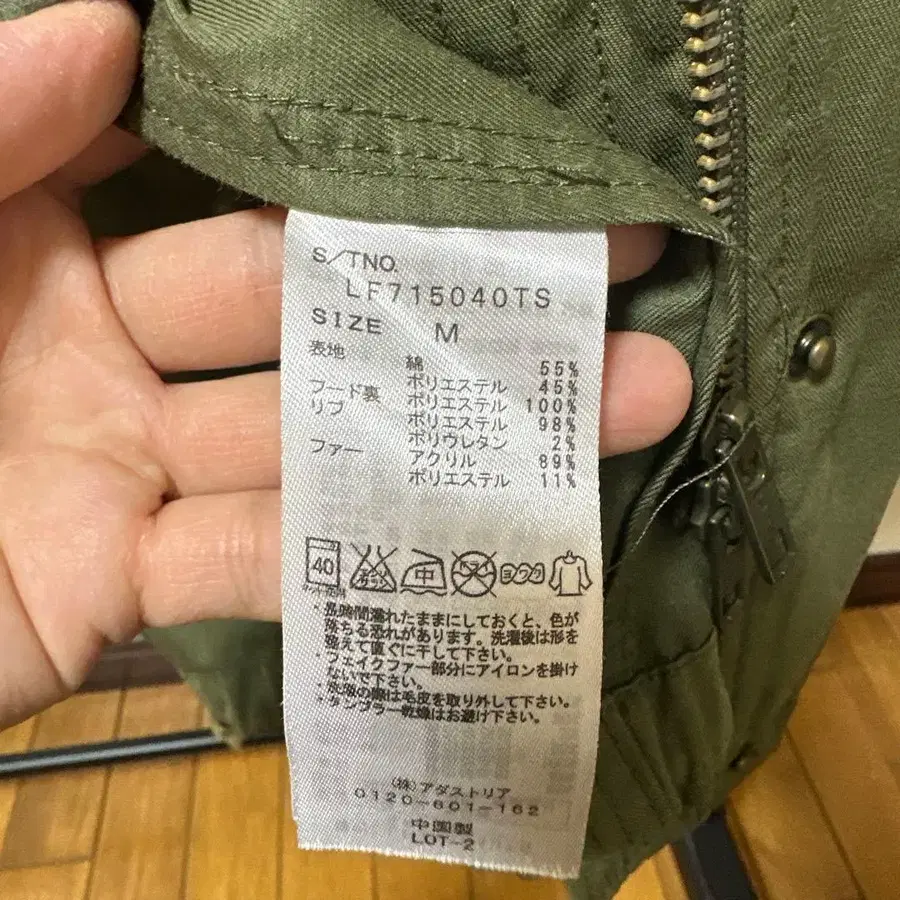 S/TNO.
LF715040TS
SIZE M
表地 綿 55%
ポリエステル 45%
フード裏 ポリエステル 100%
リブ ポリエステル 98%
ポリウレタン 2%
ファー アクリル 89%
ポリエステル 11%
40 中
ネット使用
・長時間濡れたままにしておくと、色が
落ちる恐れがあります。洗濯後は形を
整えて直ぐに干して下さい。
・フェイクファー部分にアイロンを掛け
ないで下さい。
・洗濯の際は毛皮を取り外して下さい。
・タンブラー乾燥はお避け下さい。
(株)アダストリア
0120-601-162
中国製
LOT-2